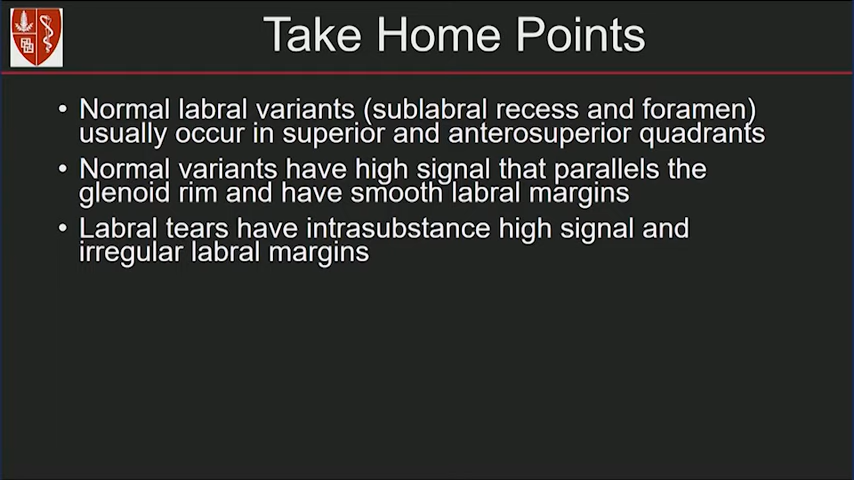 Take Home Points
• Normal labral variants (sublabral recess and foramen)
usually occur in superior and anterosuperior quadrants
• Normal variants have high signal that parallels the
glenoid rim and have smooth labral margins
• Labral tears have intrasubstance high signal and
irregular labral margins